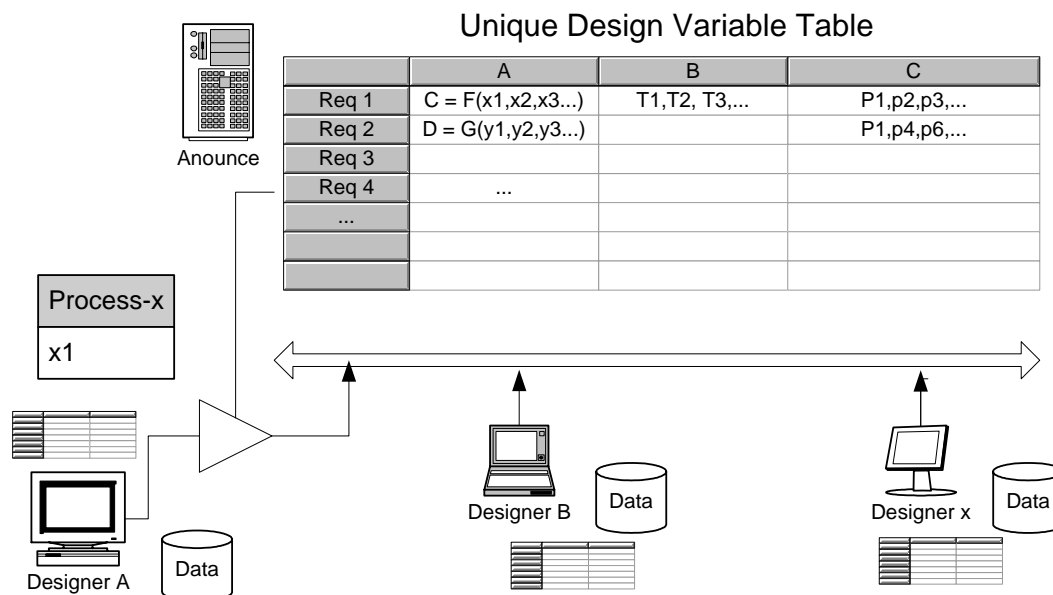 Unique Design Variable Table
Anounce
A B C
Req 1 C = F(x1,x2,x3...) T1,T2, T3,... P1,p2,p3,...
Req 2 D = G(y1,y2,y3...) P1,p4,p6,...
Req 3
Req 4 ...
...
Process-x
x1
Designer A
Data
Designer B
Data
Designer x
Data